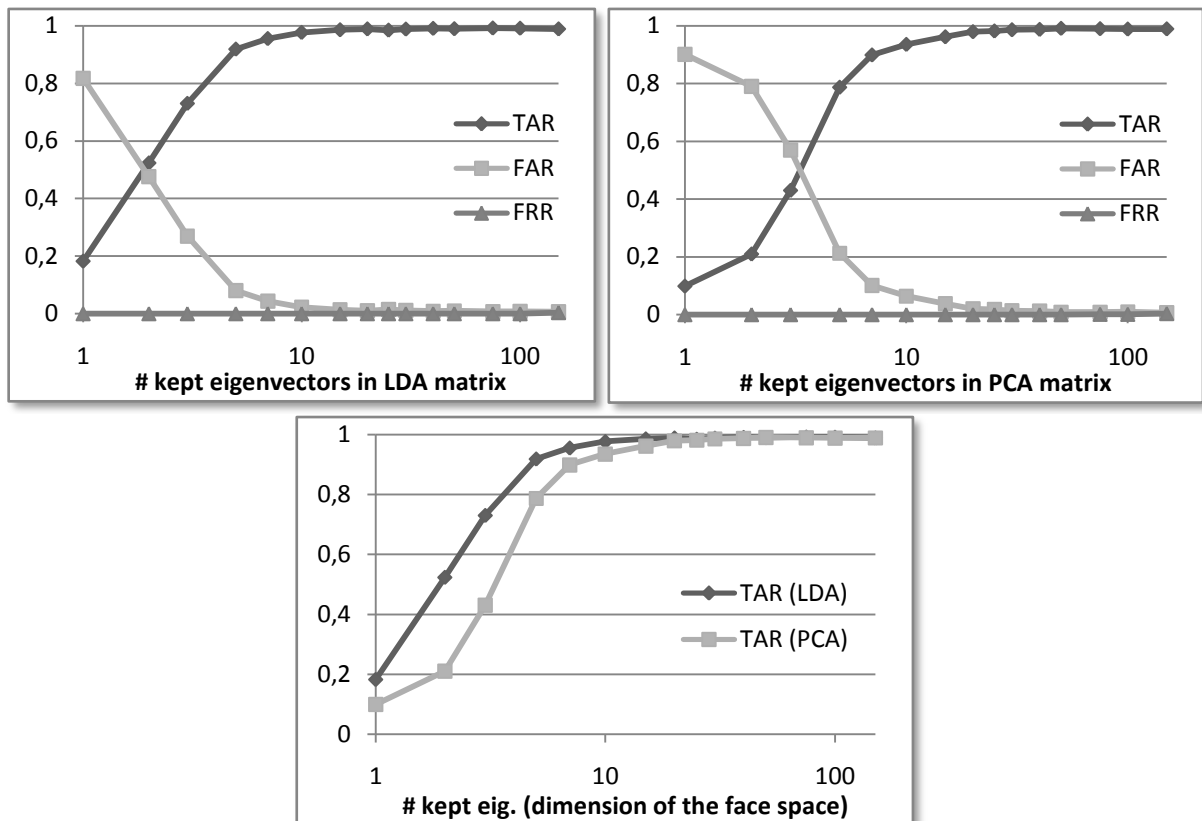 1
0,8
0,6
0,4
0,2
0
TAR
FAR
FRR
1 10 100
# kept eigenvectors in LDA matrix
1
0,8
0,6
0,4
0,2
0
TAR
FAR
FRR
1 10 100
# kept eigenvectors in PCA matrix
1
0,8
0,6
0,4
0,2
0
TAR (LDA)
TAR (PCA)
1 10 100
# kept eig. (dimension of the face space)